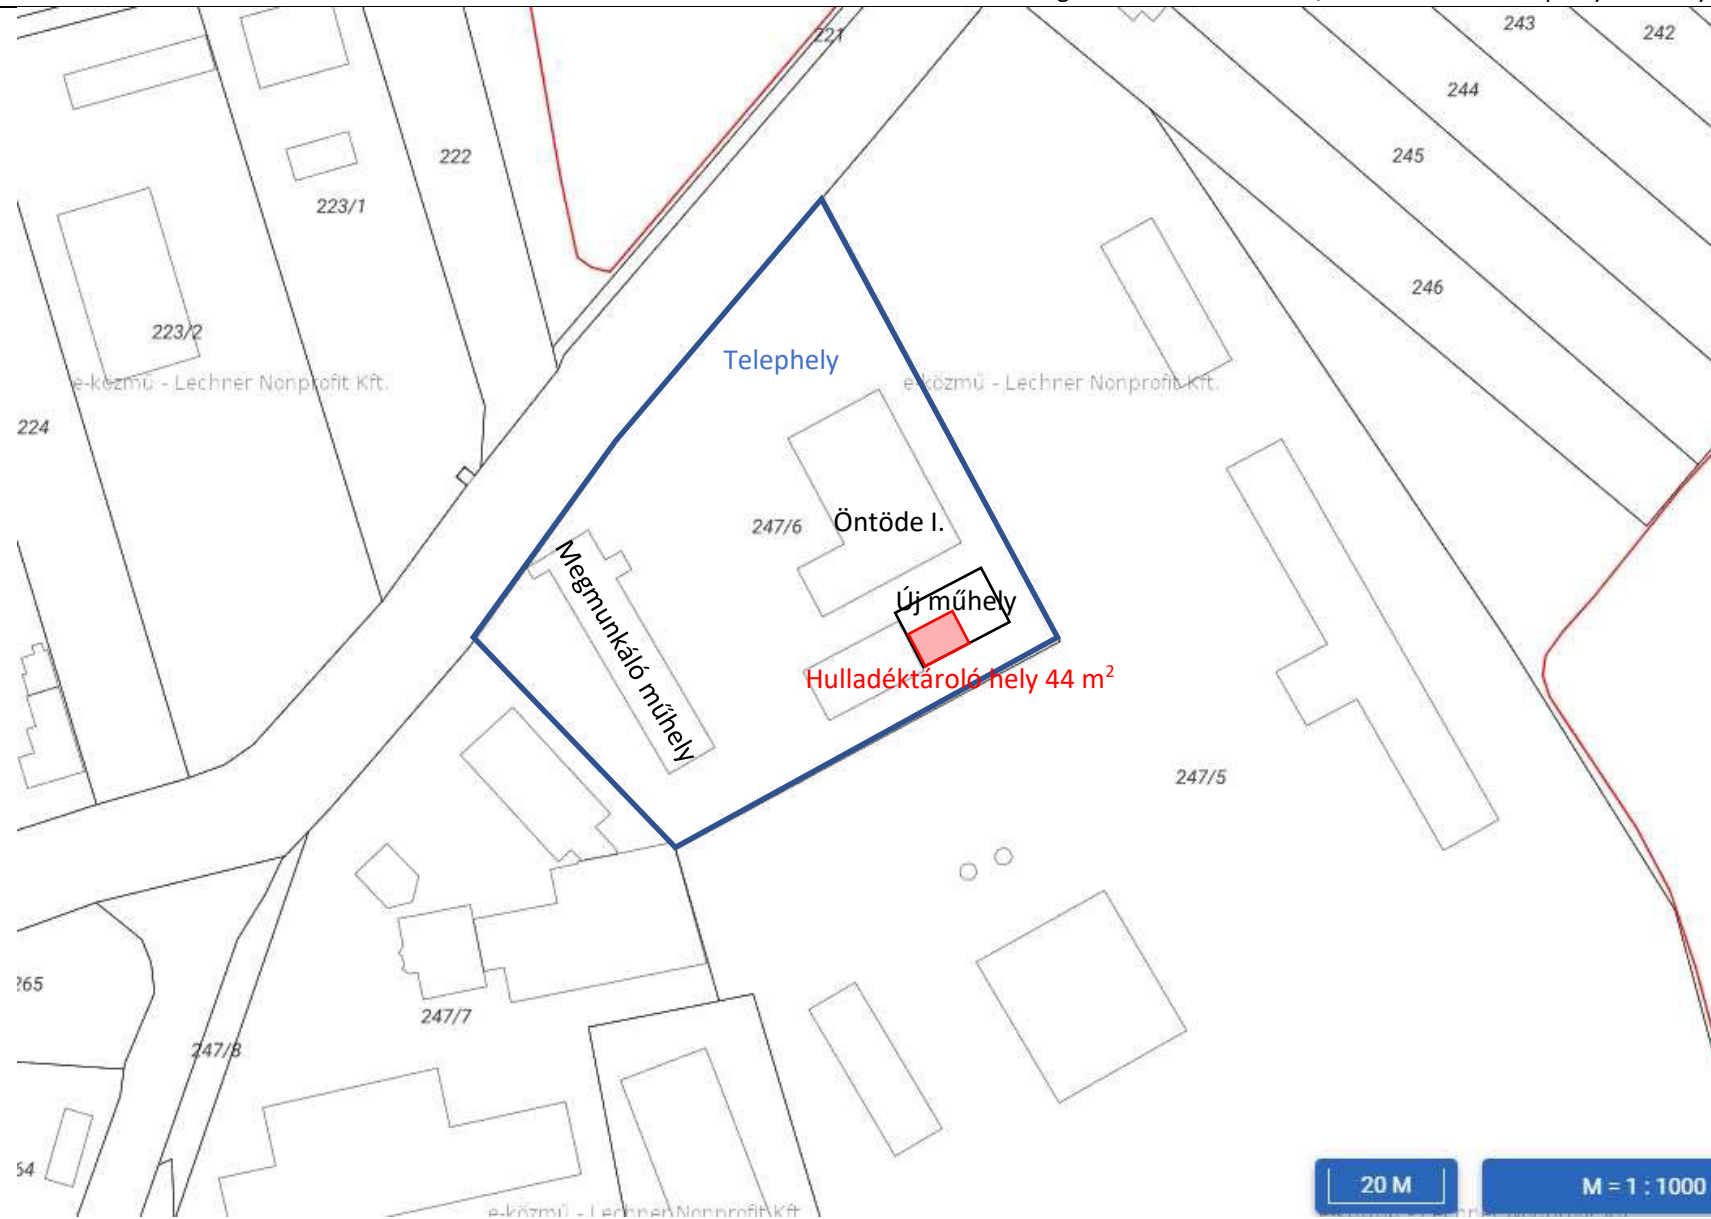 221
243
242
244
222
245
223/1
246
223/2
Telephely
e-közmű - Lechner Nonprofit Kft.
e-közmű - Lechner Nonprofit Kft.
224
247/6
Öntöde I.
Megmunkáló műhely
Új műhely
Hulladéktároló hely 44 m²
247/5
265
247/7
247/8
64
20 M
M = 1 : 1000
e-közmű - Lechner Nonprofit Kft.